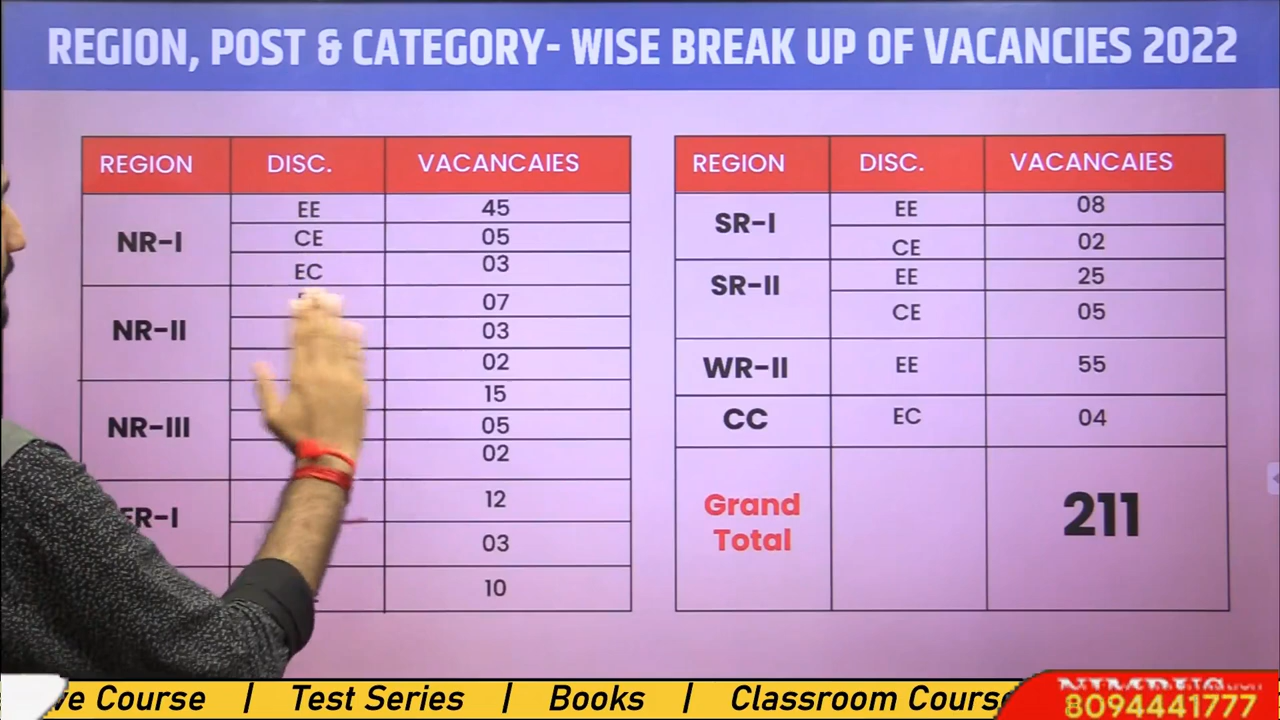 REGION, POST & CATEGORY- WISE BREAK UP OF VACANCIES 2022
REGION DISC. VACANCAIES
NR-I
EE 45
CE 05
EC 03
NR-II
07
03
02
NR-III
15
05
02
12
03
10
REGION DISC. VACANCAIES
SR-I
EE 08
CE 02
SR-II
EE 25
CE 05
WR-II EE 55
CC EC 04
Grand
Total
211
Course | Test Series | Books | Classroom Course
8094441777